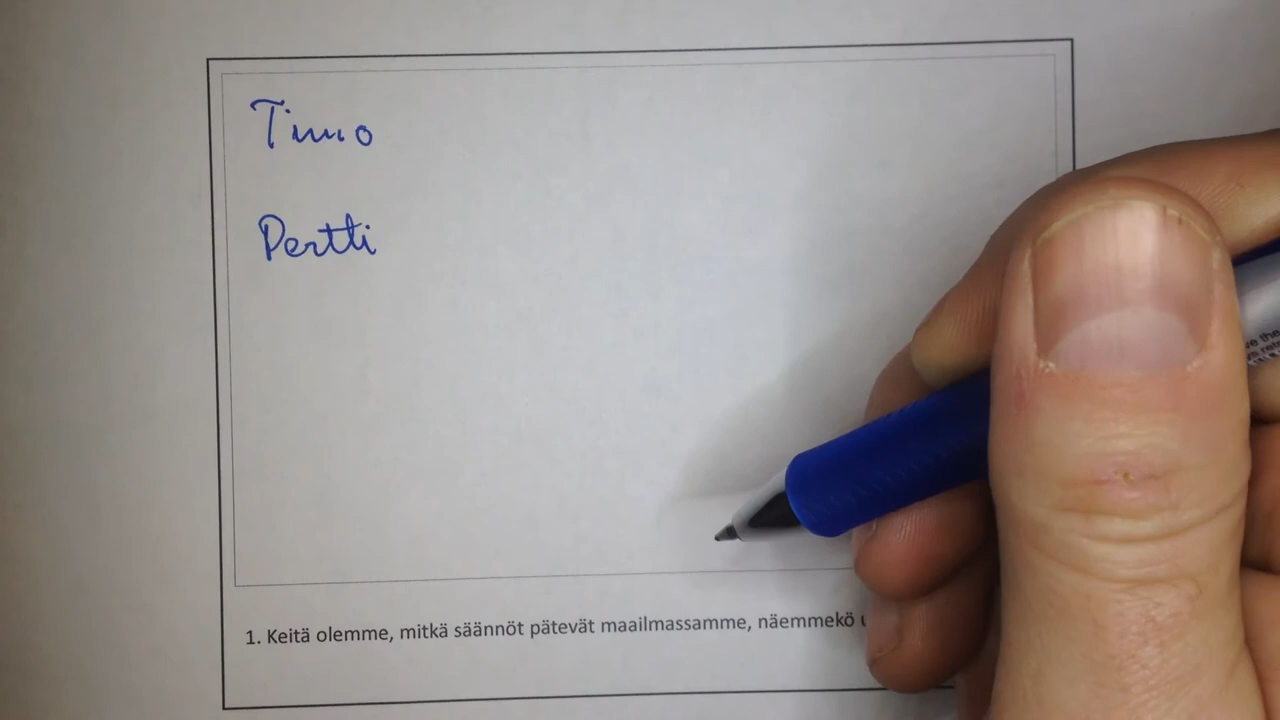 Timo
Pertti
1. Keitä olemme, mitkä säännöt pätevät maailmassamme, näemmekö